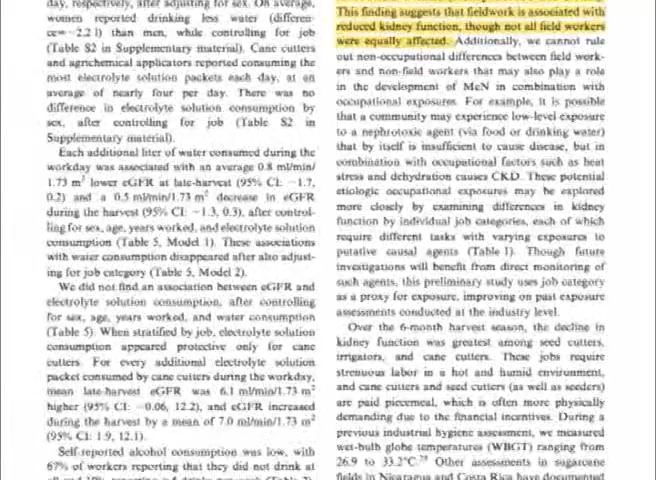 day, respectively, after adjusting for sex. On average,
women reported drinking less water (differen-
ce=−2.2 l) than men, while controlling for job
(Table S2 in Supplementary material). Cane cutters
and agrichemical applicators reported consuming the
most electrolyte solution packets each day, at an
average of nearly four per day. There was no
difference in electrolyte solution consumption by
sex, after controlling for job (Table S2 in
Supplementary material).
Each additional liter of water consumed during the
workday was associated with an average 0.8 ml/min/
1.73 m² lower eGFR at late-harvest (95% CI: −1.7,
0.2) and a 0.5 ml/min/1.73 m² decrease in eGFR
during the harvest (95% CI: −1.3, 0.3), after control-
ling for sex, age, years worked, and electrolyte solution
consumption (Table 5, Model 1). These associations
with water consumption disappeared after also adjust-
ing for job category (Table 5, Model 2).
We did not find an association between eGFR and
electrolyte solution consumption, after controlling
for sex, age, years worked, and water consumption
(Table 5). When stratified by job, electrolyte solution
consumption appeared protective only for cane
cutters. For every additional electrolyte solution
packet consumed by cane cutters during the workday,
mean late-harvest eGFR was 6.1 ml/min/1.73 m²
higher (95% CI: −0.06, 12.2), and eGFR increased
during the harvest by a mean of 7.0 ml/min/1.73 m²
(95% CI: 1.9, 12.1).
Self-reported alcohol consumption was low, with
67% of workers reporting that they did not drink at
This finding suggests that fieldwork is associated with
reduced kidney function, though not all field workers
were equally affected. Additionally, we cannot rule
out non-occupational differences between field work-
ers and non-field workers that may also play a role
in the development of MeN in combination with
occupational exposures. For example, it is possible
that a community may experience low-level exposure
to a nephrotoxic agent (via food or drinking water)
that by itself is insufficient to cause disease, but in
combination with occupational factors such as heat
stress and dehydration causes CKD. These potential
etiologic occupational exposures may be explored
more closely by examining differences in kidney
function by individual job categories, each of which
require different tasks with varying exposures to
putative causal agents (Table 1). Though future
investigations will benefit from direct monitoring of
such agents, this preliminary study uses job category
as a proxy for exposure, improving on past exposure
assessments conducted at the industry level.
Over the 6-month harvest season, the decline in
kidney function was greatest among seed cutters,
irrigators, and cane cutters. These jobs require
strenuous labor in a hot and humid environment,
and cane cutters and seed cutters (as well as seeders)
are paid piecemeal, which is often more physically
demanding due to the financial incentives. During a
previous industrial hygiene assessment, we measured
wet-bulb globe temperatures (WBGT) ranging from
26.9 to 33.2°C. Other assessments in sugarcane
fields in Nicaragua and Costa Rica have documented